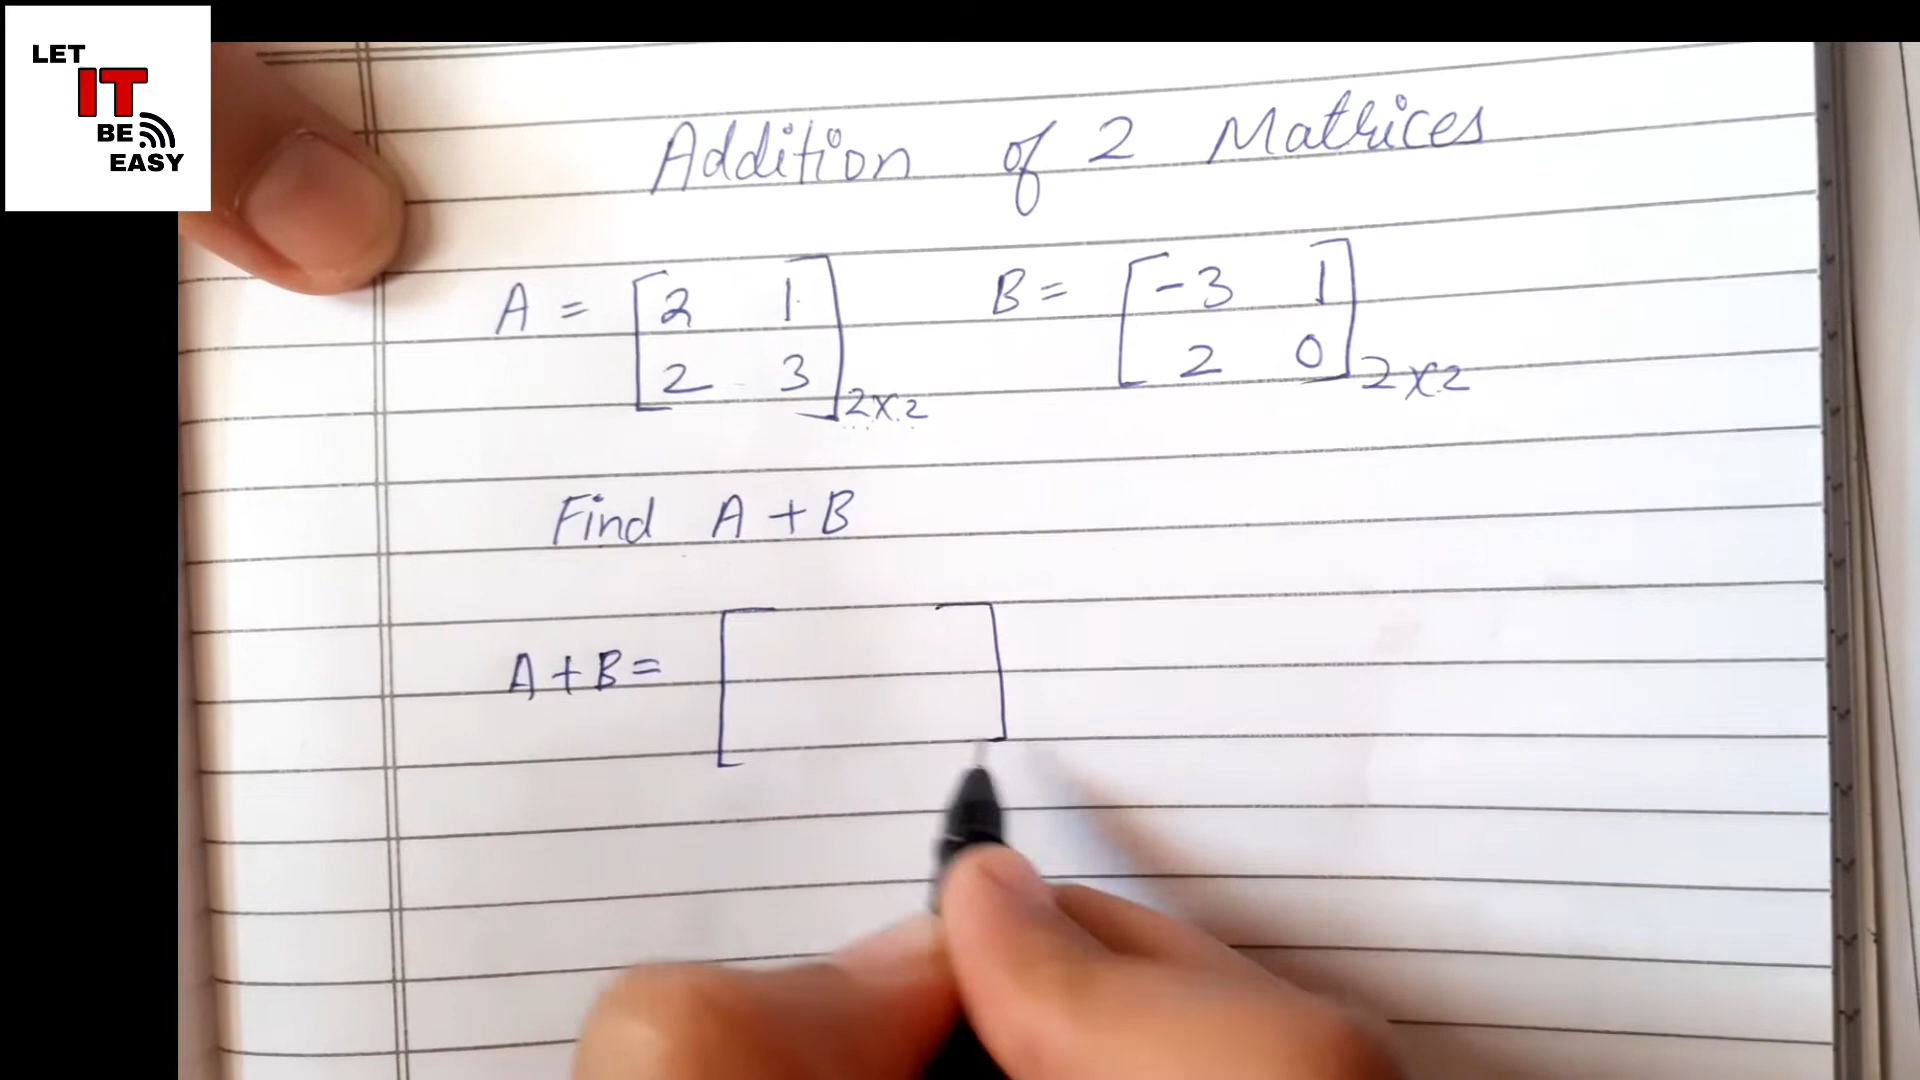 LET
IT
BE
EASY
Addition of 2 Matrices
A = [2 1
2 3] 2x2
B = [-3 1
2 0] 2x2
Find A + B
A + B = [ ]